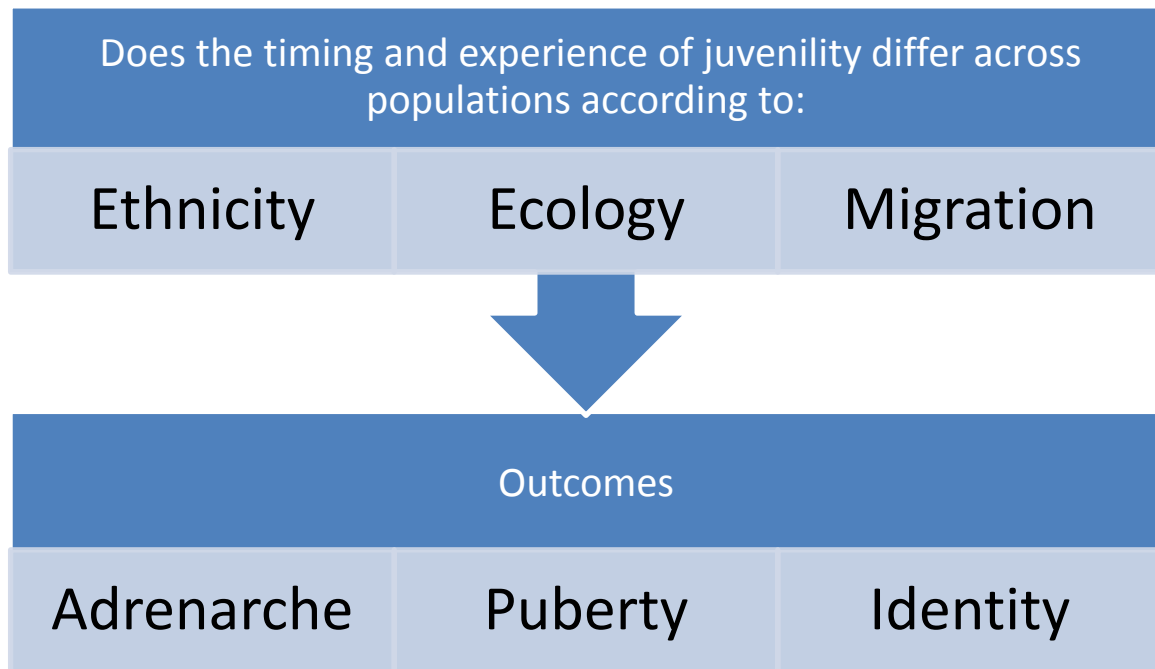 Does the timing and experience of juvenility differ across
populations according to:
Ethnicity
Ecology
Migration
Outcomes
Adrenarche
Puberty
Identity